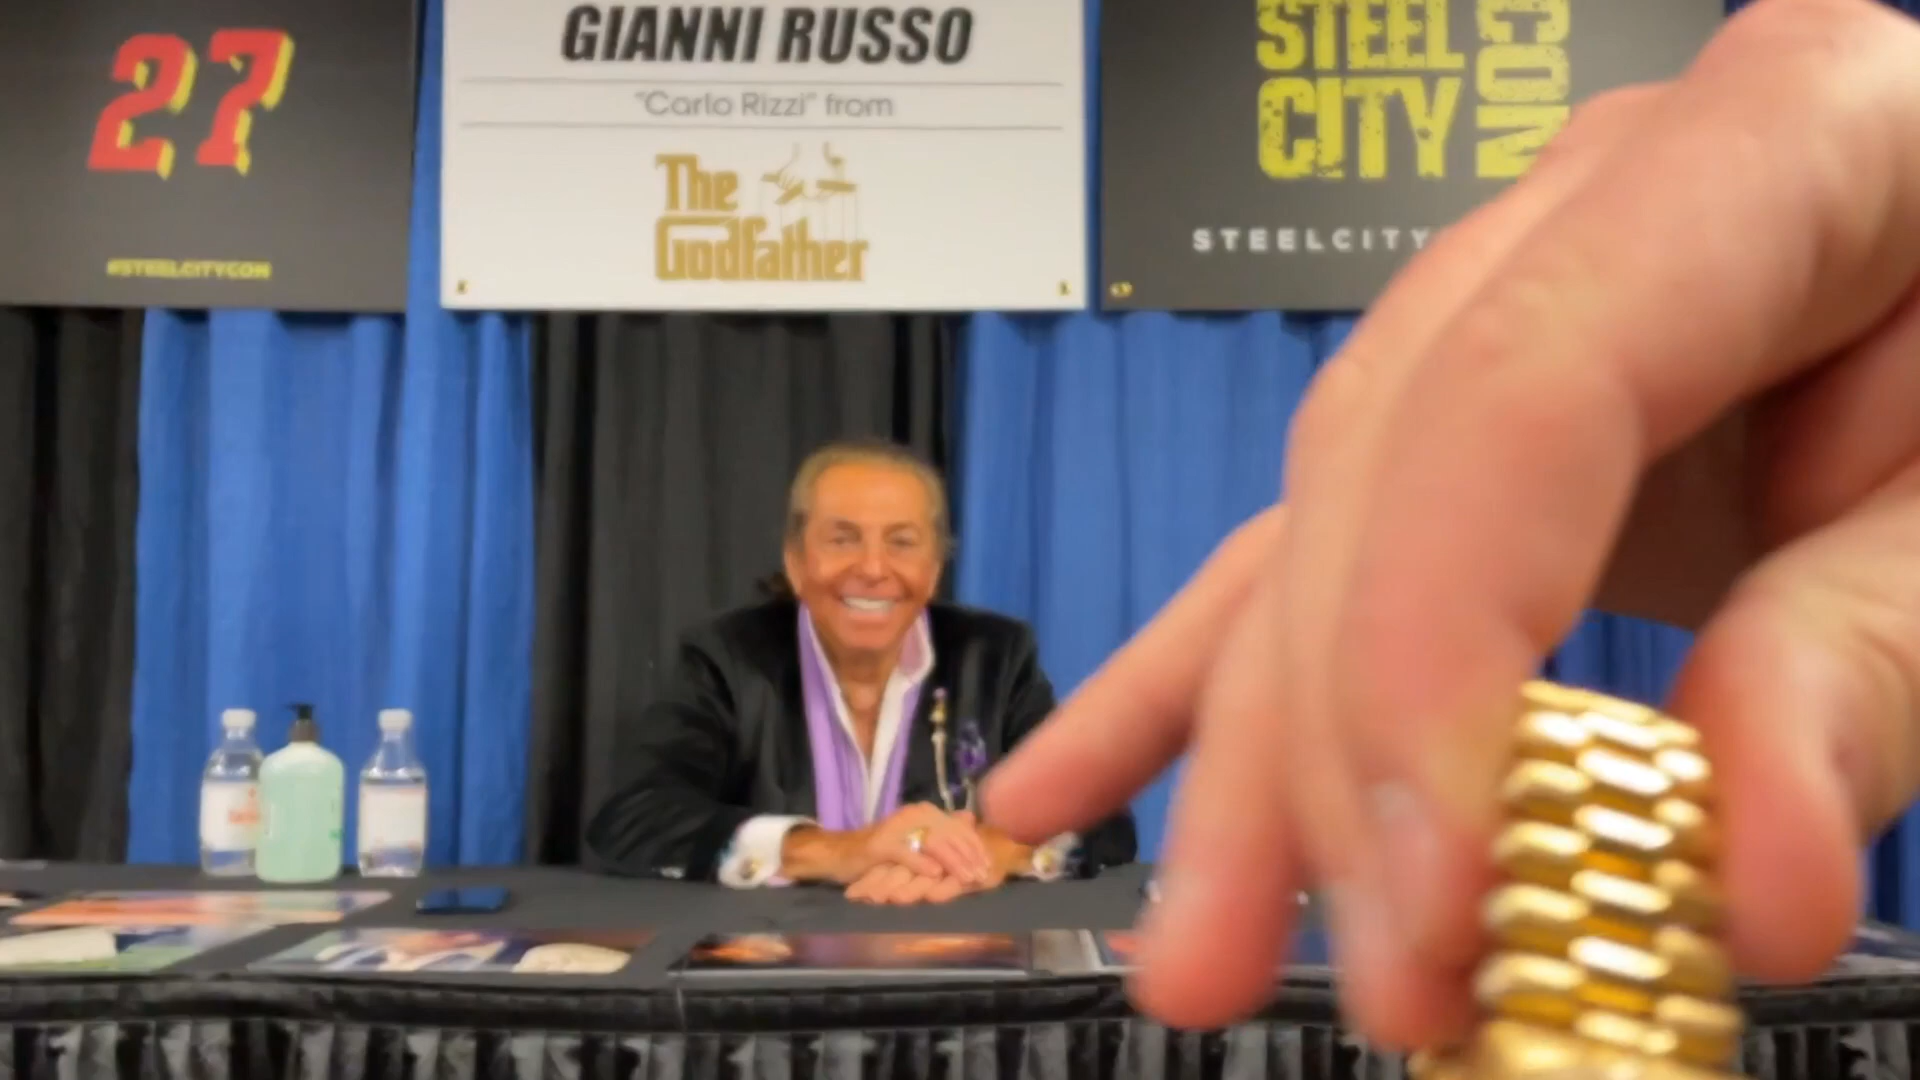 27
#STEELCITYCON
GIANNI RUSSO
"Carlo Rizzi" from
The
Godfather
STEEL
CITY
CON
STEELCITY